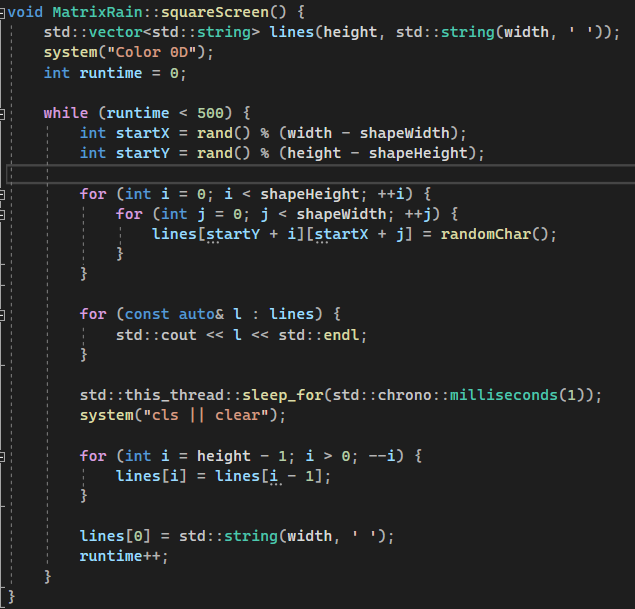 void MatrixRain::squareScreen() {
    std::vector<std::string> lines(height, std::string(width, ' '));
    system("Color 0D");
    int runtime = 0;

    while (runtime < 500) {
        int startX = rand() % (width - shapeWidth);
        int startY = rand() % (height - shapeHeight);

        for (int i = 0; i < shapeHeight; ++i) {
            for (int j = 0; j < shapeWidth; ++j) {
                lines[startY + i][startX + j] = randomChar();
            }
        }

        for (const auto& l : lines) {
            std::cout << l << std::endl;
        }

        std::this_thread::sleep_for(std::chrono::milliseconds(1));
        system("cls || clear");

        for (int i = height - 1; i > 0; --i) {
            lines[i] = lines[i - 1];
        }

        lines[0] = std::string(width, ' ');
        runtime++;
    }
}